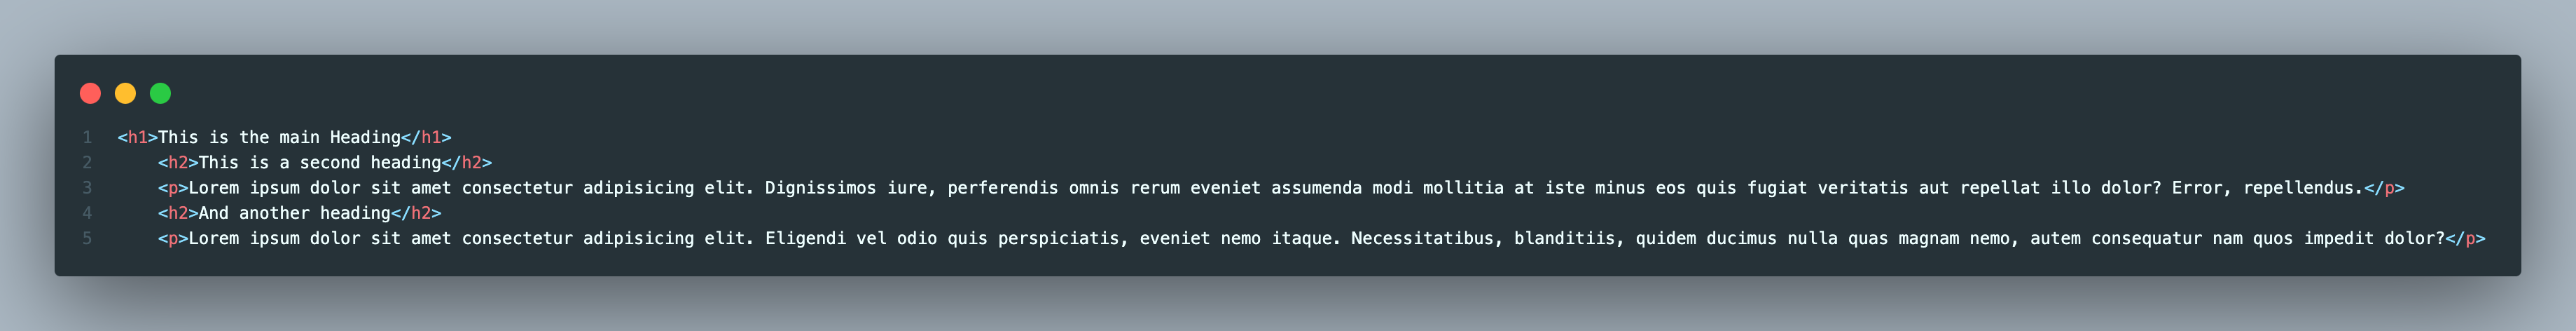 1 <h1>This is the main Heading</h1>
2 <h2>This is a second heading</h2>
3 <p>Lorem ipsum dolor sit amet consectetur adipisicing elit. Dignissimos iure, perferendis omnis rerum eveniet assumenda modi mollitia at iste minus eos quis fugiat veritatis aut repellat illo dolor? Error, repellendus.</p>
4 <h2>And another heading</h2>
5 <p>Lorem ipsum dolor sit amet consectetur adipisicing elit. Eligendi vel odio quis perspiciatis, eveniet nemo itaque. Necessitatibus, blanditiis, quidem ducimus nulla quas magnam nemo, autem consequatur nam quos impedit dolor?</p>